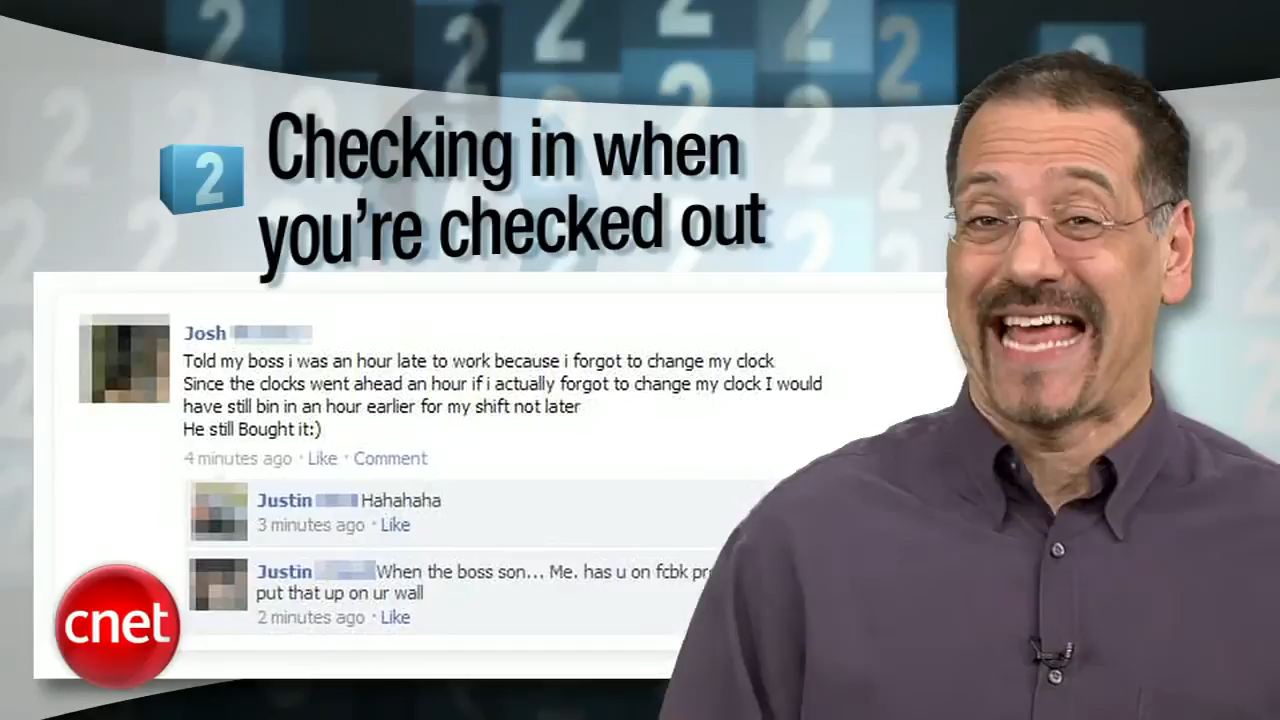 2
Checking in when
you're checked out
Josh
Told my boss i was an hour late to work because i forgot to change my clock
Since the clocks went ahead an hour if i actually forgot to change my clock I would
have still bin in an hour earlier for my shift not later
He still Bought it:)
4 minutes ago · Like · Comment
Justin Hahahaha
3 minutes ago · Like
Justin When the boss son... Me. has u on fcbk
put that up on ur wall
2 minutes ago · Like
cnet